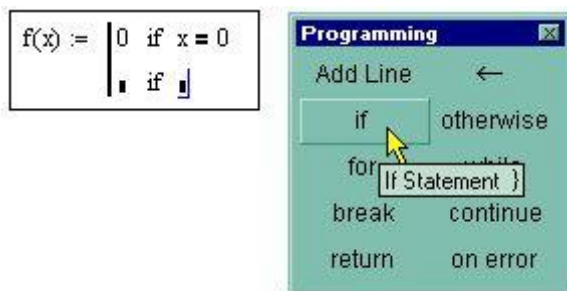 f(x) := 0 if x = 0
if
Programming
Add Line ←
if otherwise
for while
If Statement }
break continue
return on error